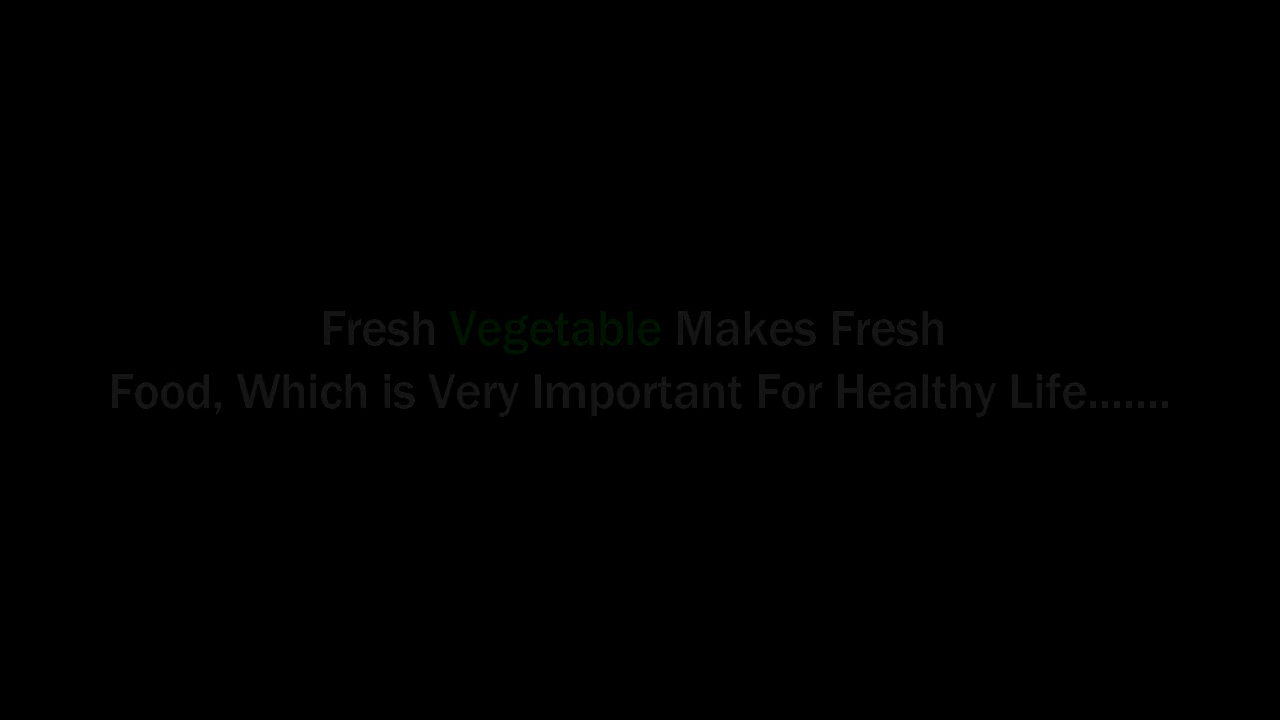 Fresh Vegetable Makes Fresh
Food, Which is Very Important For Healthy Life.......